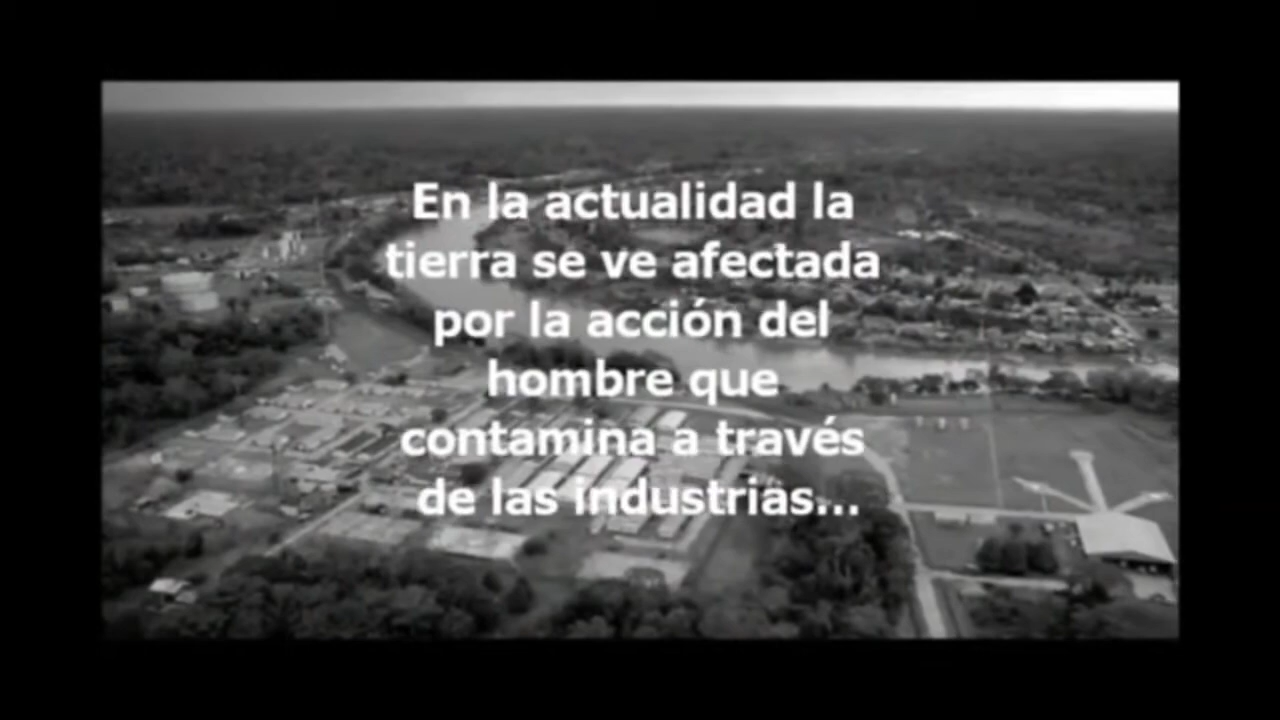 En la actualidad la
tierra se ve afectada
por la acción del
hombre que
contamina a través
de las industrias...